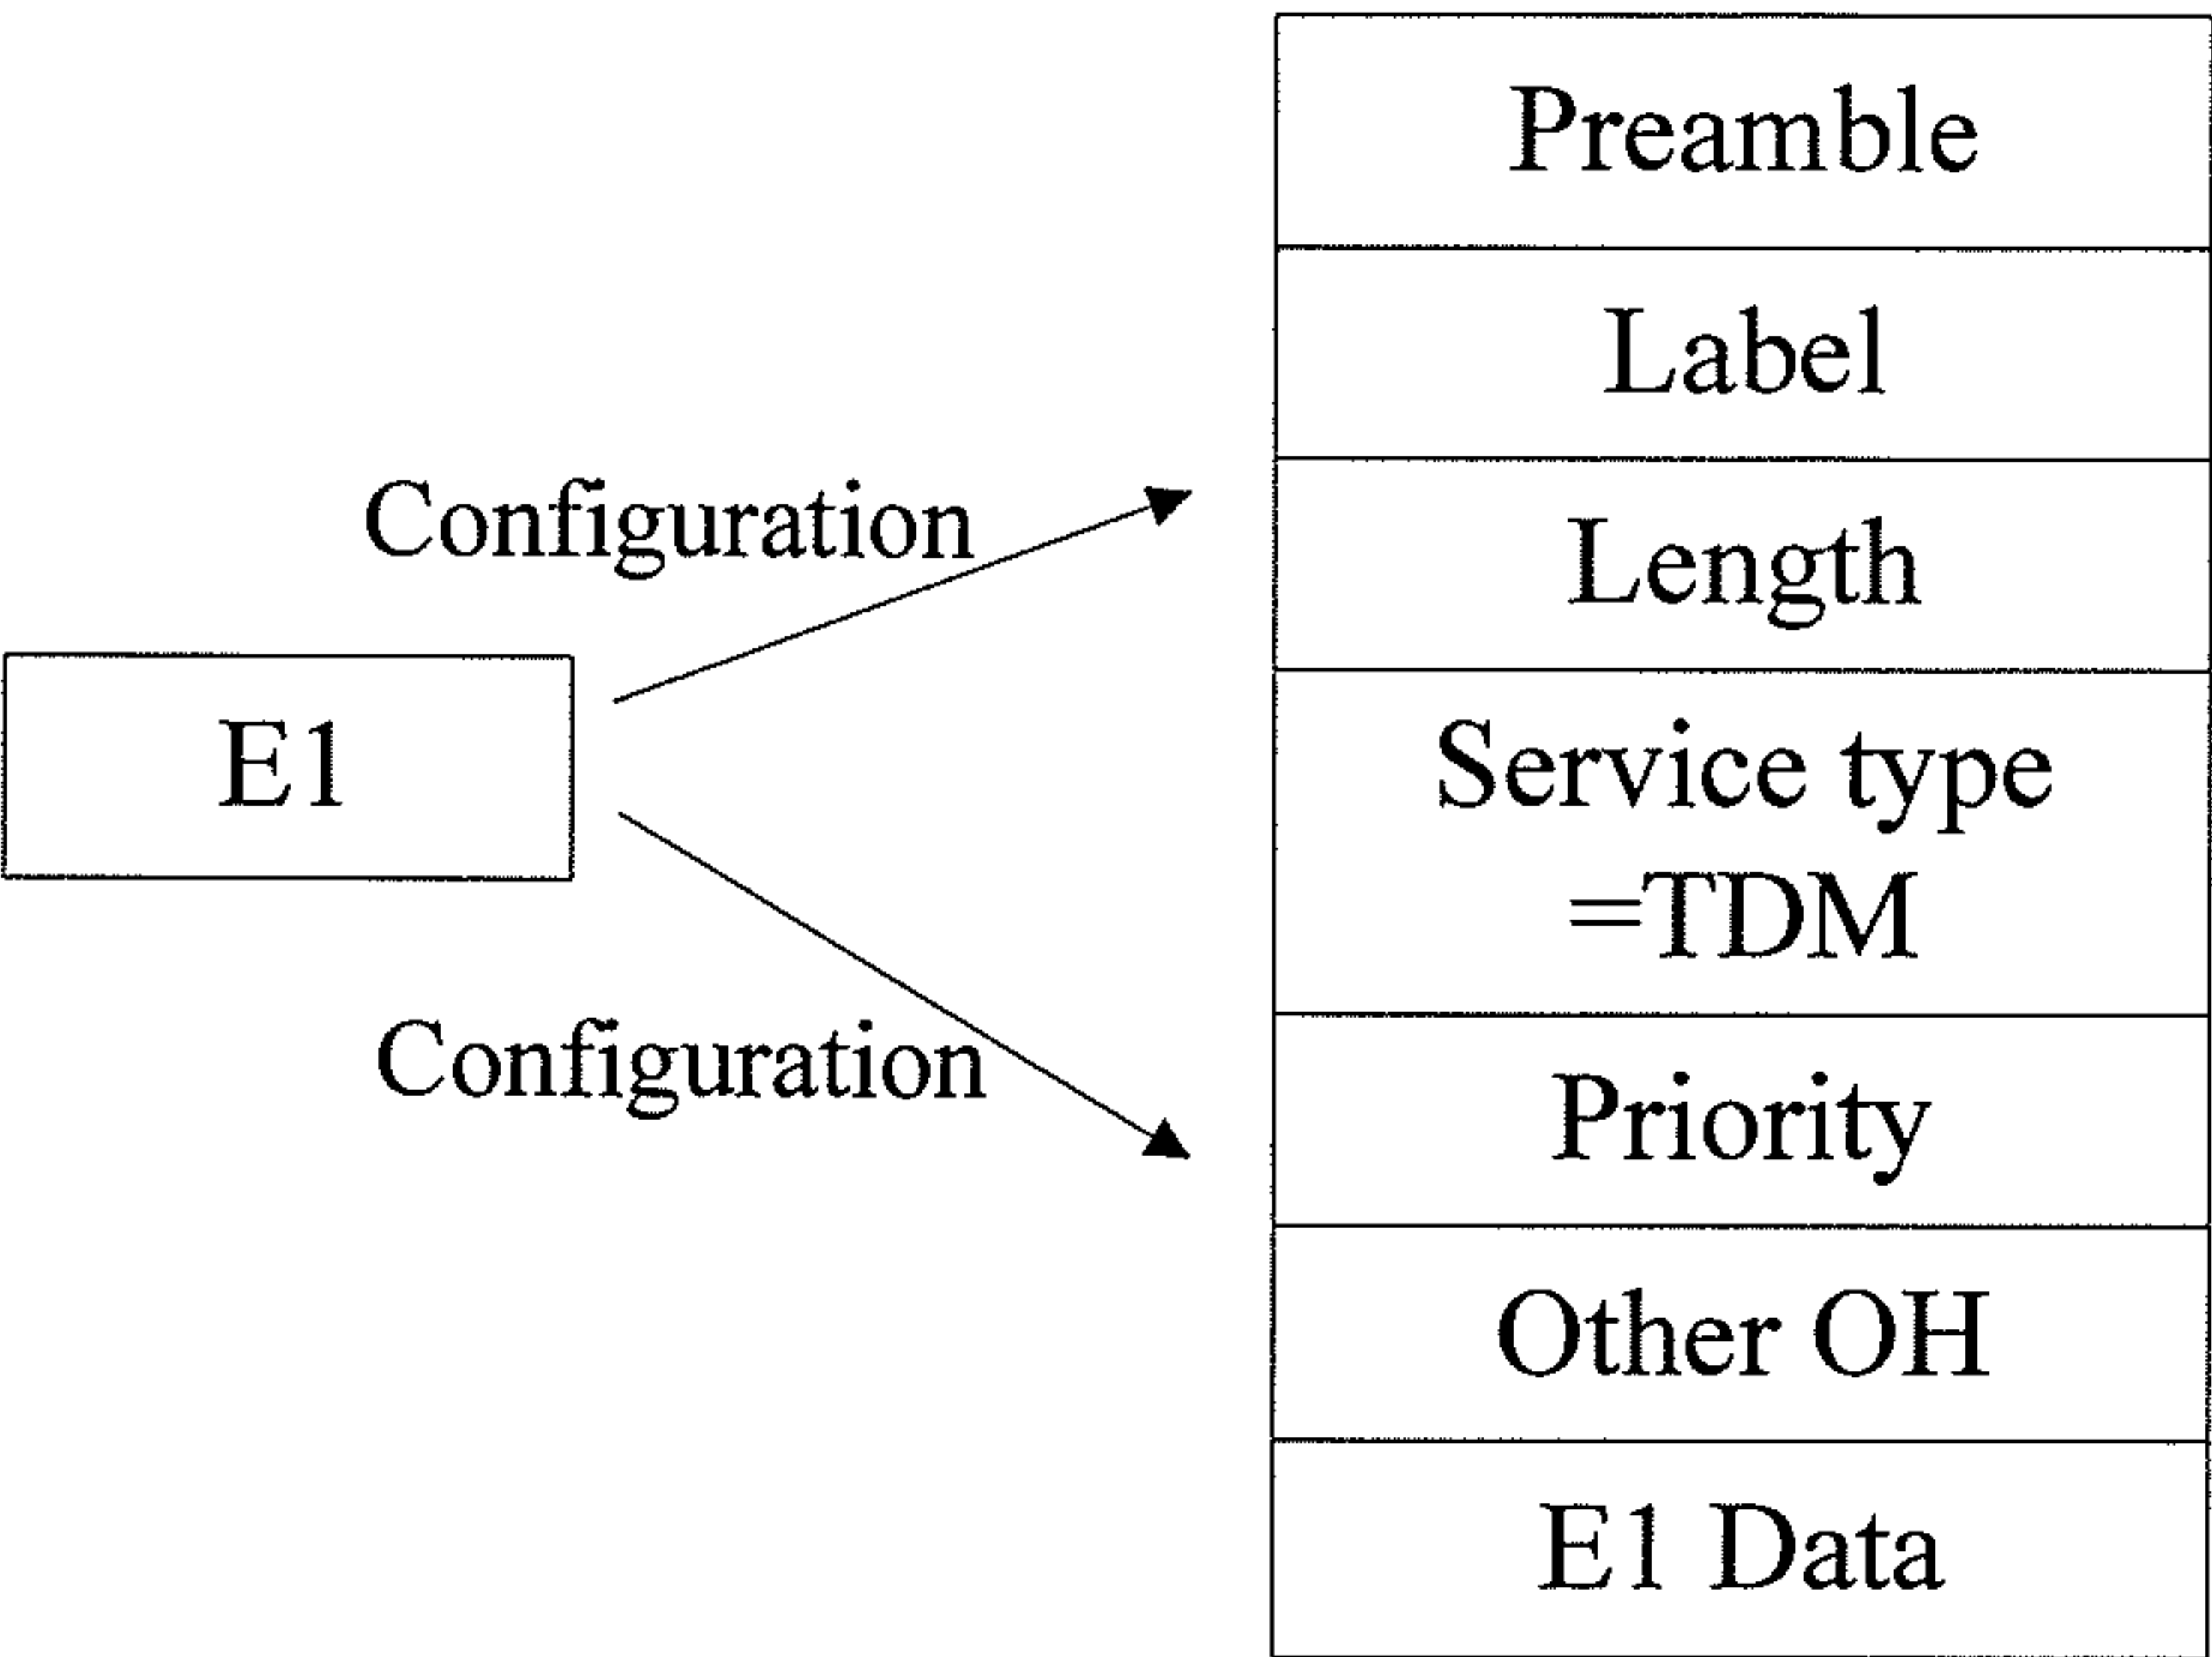 Configuration
E1
Configuration
Preamble
Label
Length
Service type
=TDM
Priority
Other OH
E1 Data